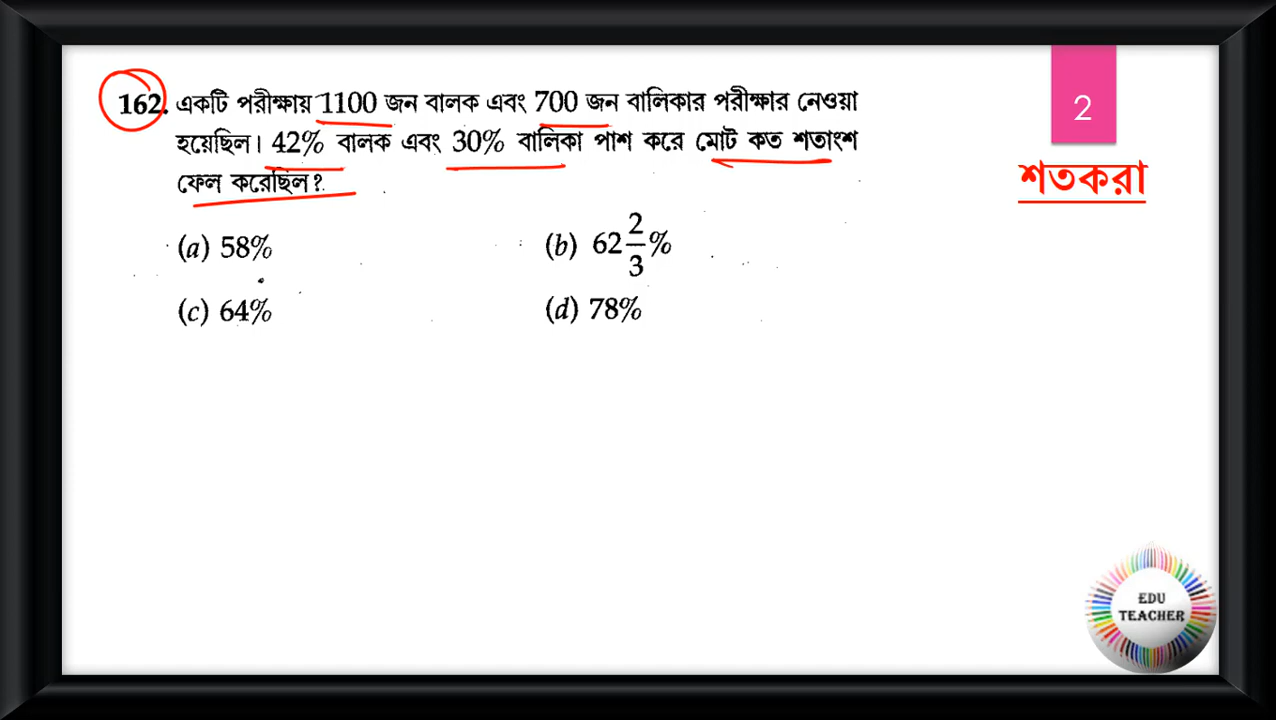 162. একটি পরীক্ষায় 1100 জন বালক এবং 700 জন বালিকার পরীক্ষার নেওয়া
হয়েছিল। 42% বালক এবং 30% বালিকা পাশ করে মোট কত শতাংশ
ফেল করেছিল?
(a) 58% (b) 62 2/3 %
(c) 64% (d) 78%
2
শতকরা
EDU
TEACHER